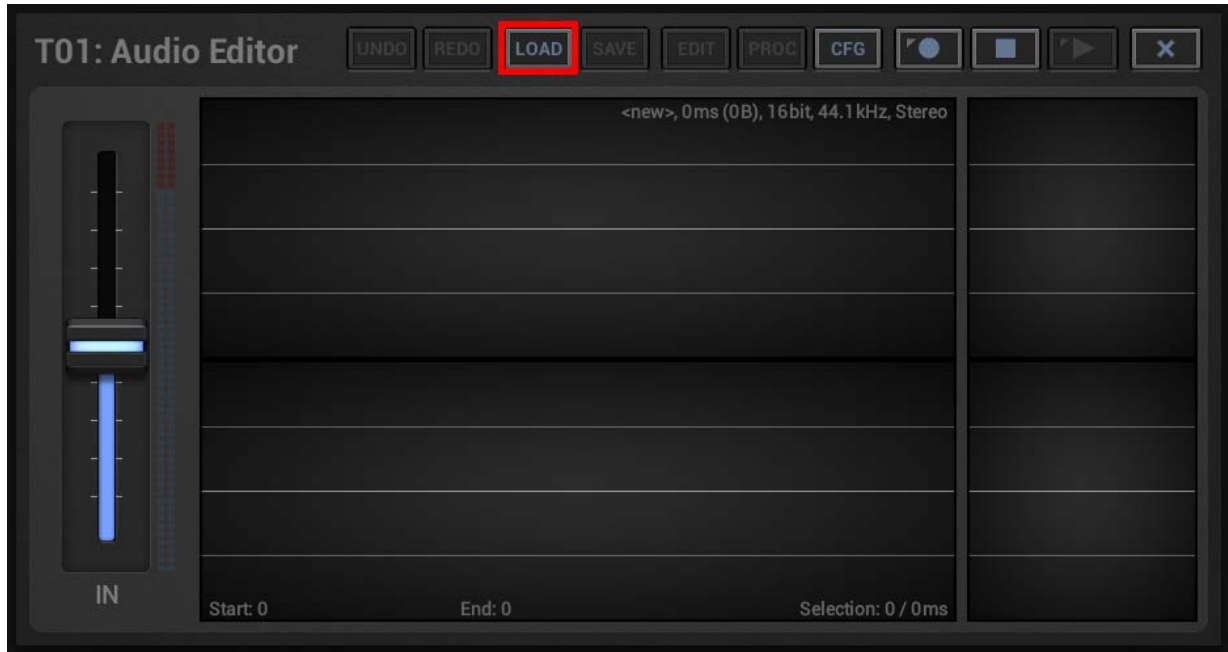 T01: Audio Editor UNDO REDO LOAD SAVE EDIT PROC CFG
<new>, 0ms (0B), 16bit, 44.1kHz, Stereo
IN
Start: 0 End: 0 Selection: 0 / 0ms